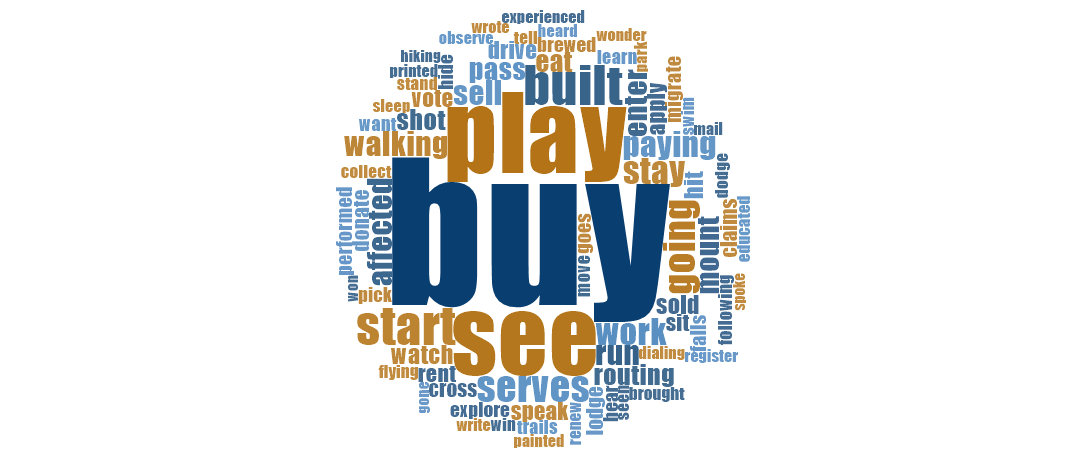 experienced
wrote
heard
observe
tell
wonder
drive
brewed
hiking
hide
eat
learn
park
printed
pass
built
migrate
stand
sell
enter
apply
vote
sleep
swim
want
shot
play
mail
walking
paying
collect
stay
hit
dodge
affected
buy
performed
donate
goes
going
claims
educated
move
mount
won
pick
spoke
sold
following
start
see
work
sit
falls
watch
run
dialing
register
flying
rent
routing
gone
cross
serves
hear
seen
brought
explore
speak
renew
lodge
write
win
trails
painted